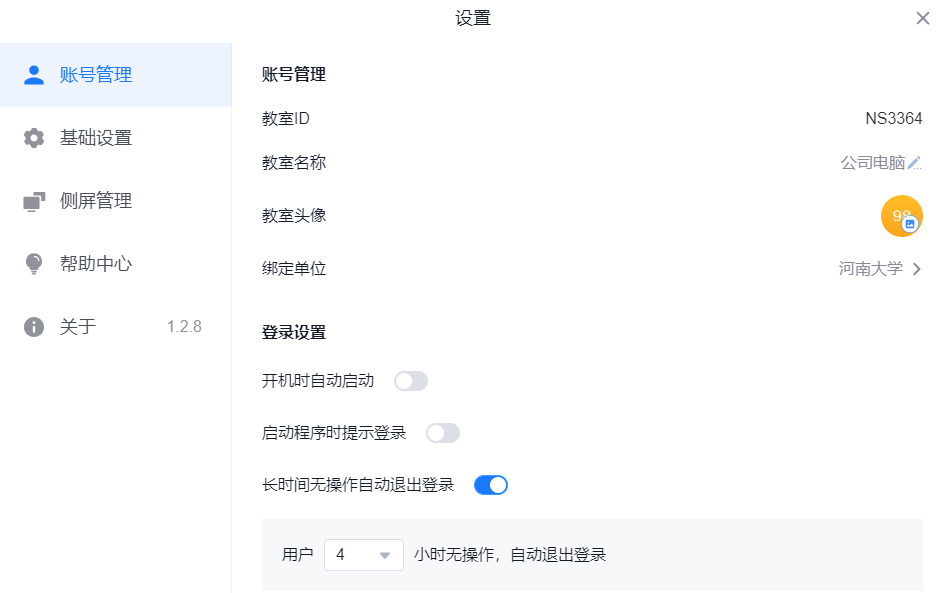 设置
账号管理
基础设置
侧屏管理
帮助中心
关于 1.2.8
账号管理
教室ID NS3364
教室名称 公司电脑
教室头像 98
绑定单位 河南大学
登录设置
开机时自动启动
启动程序时提示登录
长时间无操作自动退出登录
用户 4 小时无操作，自动退出登录